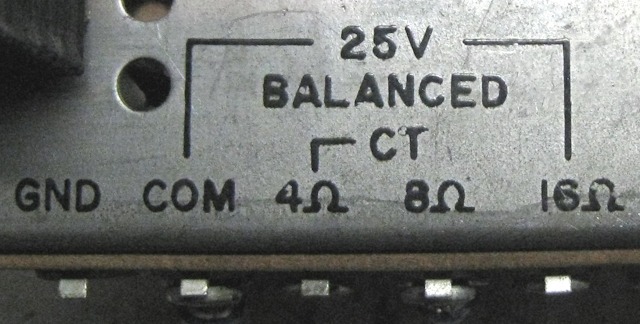 25V
BALANCED
CT
GND COM 4Ω 8Ω 16Ω